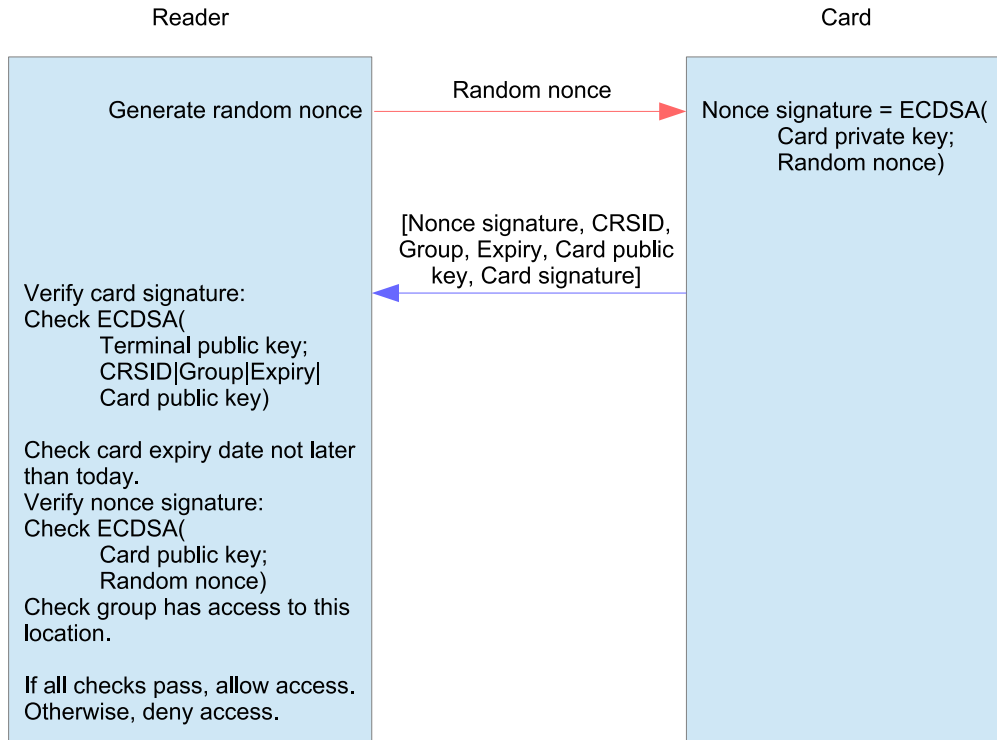 Reader
Card
Generate random nonce
Random nonce
Nonce signature = ECDSA(
Card private key;
Random nonce)
[Nonce signature, CRSID,
Group, Expiry, Card public
key, Card signature]
Verify card signature:
Check ECDSA(
Terminal public key;
CRSID|Group|Expiry|
Card public key)
Check card expiry date not later
than today.
Verify nonce signature:
Check ECDSA(
Card public key;
Random nonce)
Check group has access to this
location.
If all checks pass, allow access.
Otherwise, deny access.